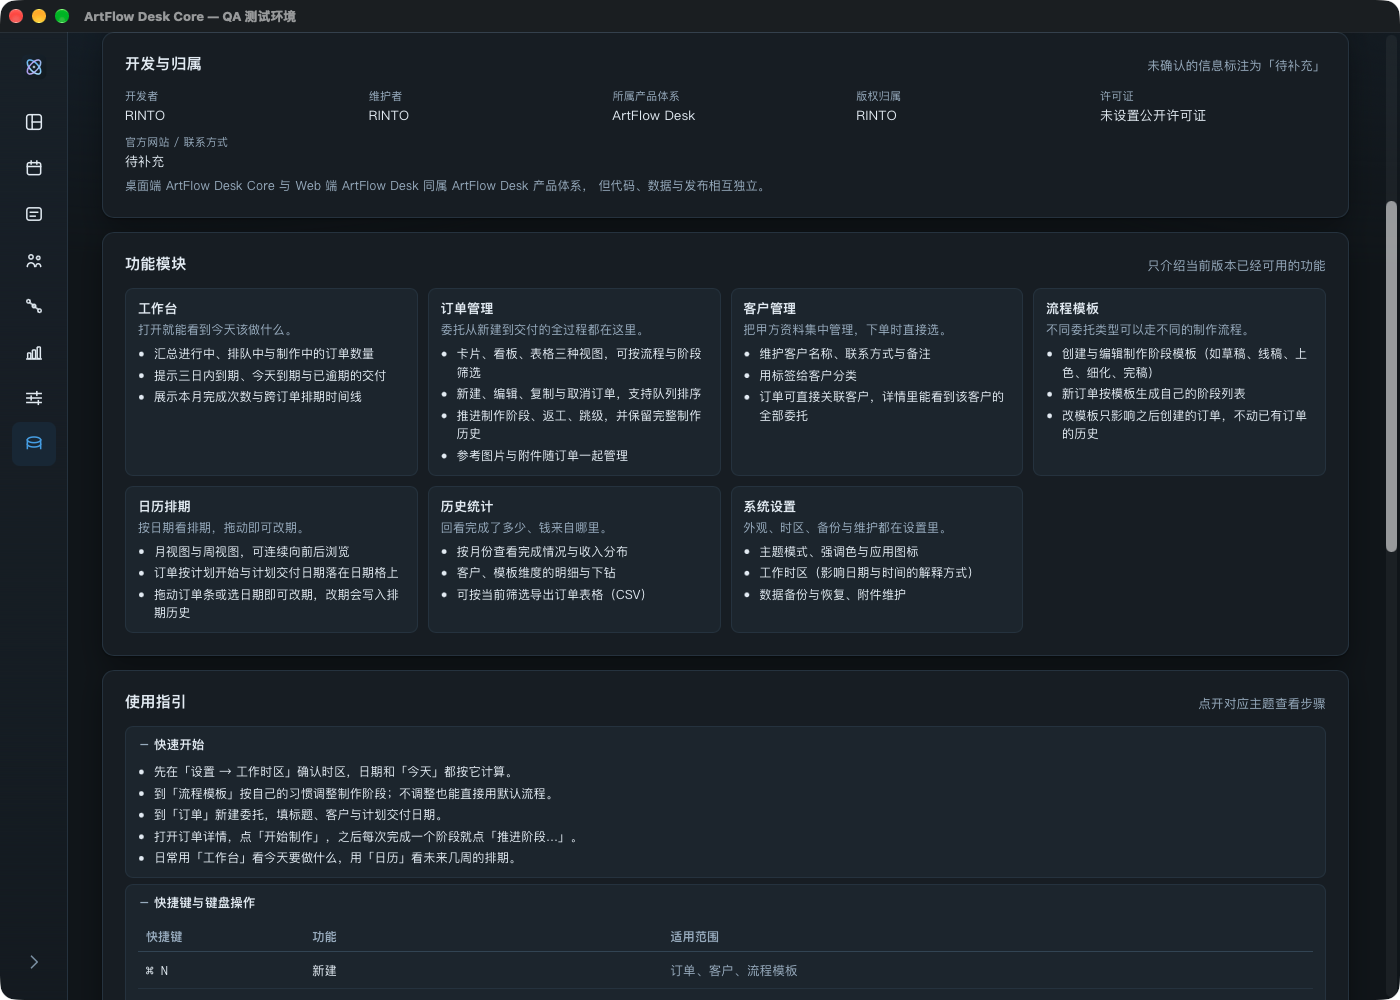 ArtFlow Desk Core — QA 测试环境
开发与归属
未确认的信息标注为「待补充」
开发者
RINTO
维护者
RINTO
所属产品体系
ArtFlow Desk
版权归属
RINTO
许可证
未设置公开许可证
官方网站 / 联系方式
待补充
桌面端 ArtFlow Desk Core 与 Web 端 ArtFlow Desk 同属 ArtFlow Desk 产品体系， 但代码、数据与发布相互独立。
功能模块
只介绍当前版本已经可用的功能
工作台
打开就能看到今天该做什么。
汇总进行中、排队中与制作中的订单数量
提示三日内到期、今天到期与已逾期的交付
展示本月完成次数与跨订单排期时间线
订单管理
委托从新建到交付的全过程都在这里。
卡片、看板、表格三种视图，可按流程与阶段
筛选
新建、编辑、复制与取消订单，支持队列排序
推进制作阶段、返工、跳级，并保留完整制作
历史
参考图片与附件随订单一起管理
客户管理
把甲方资料集中管理，下单时直接选。
维护客户名称、联系方式与备注
用标签给客户分类
订单可直接关联客户，详情里能看到该客户的
全部委托
流程模板
不同委托类型可以走不同的制作流程。
创建与编辑制作阶段模板（如草稿、线稿、上
色、细化、完稿）
新订单按模板生成自己的阶段列表
改模板只影响之后创建的订单，不动已有订单
的历史
日历排期
按日期看排期，拖动即可改期。
月视图与周视图，可连续向前后浏览
订单按计划开始与计划交付日期落在日期格上
拖动订单条或选日期即可改期，改期会写入排
期历史
历史统计
回看完成了多少、钱来自哪里。
按月份查看完成情况与收入分布
客户、模板维度的明细与下钻
可按当前筛选导出订单表格（CSV）
系统设置
外观、时区、备份与维护都在设置里。
主题模式、强调色与应用图标
工作时区（影响日期与时间的解释方式）
数据备份与恢复、附件维护
使用指引
点开对应主题查看步骤
– 快速开始
先在「设置 → 工作时区」确认时区，日期和「今天」都按它计算。
到「流程模板」按自己的习惯调整制作阶段；不调整也能直接用默认流程。
到「订单」新建委托，填标题、客户与计划交付日期。
打开订单详情，点「开始制作」，之后每次完成一个阶段就点「推进阶段…」。
日常用「工作台」看今天要做什么，用「日历」看未来几周的排期。
– 快捷键与键盘操作
快捷键
功能
适用范围
⌘ N
新建
订单、客户、流程模板